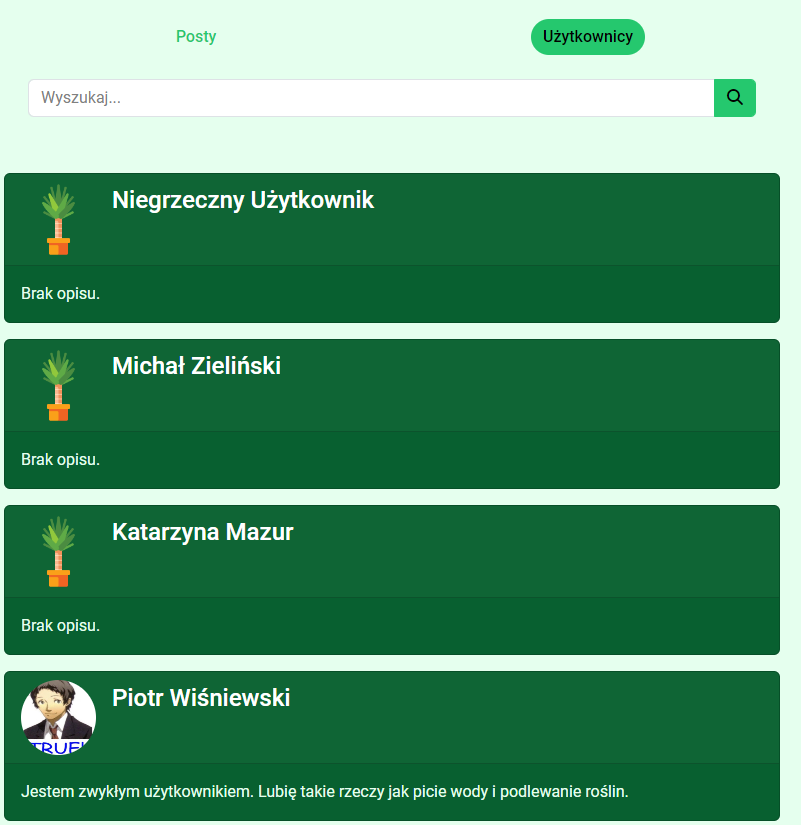 Posty
Użytkownicy
Wyszukaj...
Niegrzeczny Użytkownik
Brak opisu.
Michał Zieliński
Brak opisu.
Katarzyna Mazur
Brak opisu.
Piotr Wiśniewski
TRUE!
Jestem zwykłym użytkownikiem. Lubię takie rzeczy jak picie wody i podlewanie roślin.